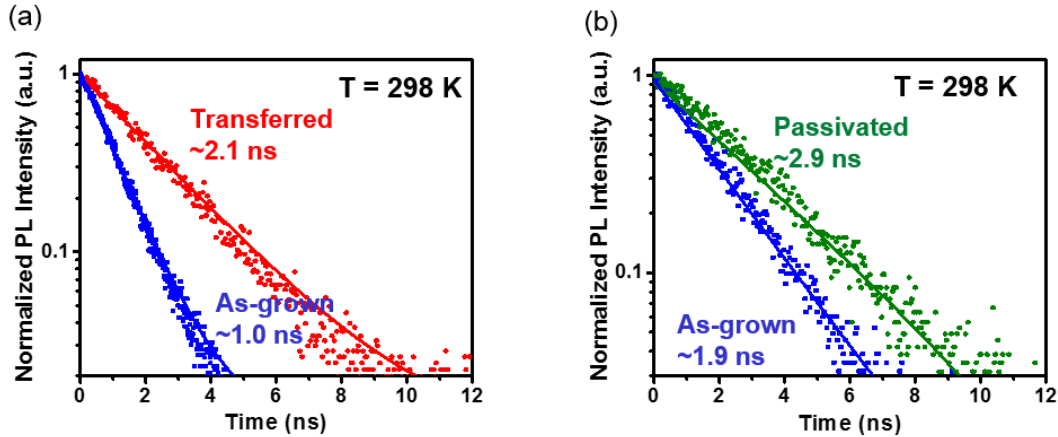 (a)
Normalized PL Intensity (a.u.)
1
0.1
T = 298 K
Transferred
~2.1 ns
As-grown
~1.0 ns
0 2 4 6 8 10 12
Time (ns)
(b)
Normalized PL Intensity (a.u.)
1
0.1
T = 298 K
Passivated
~2.9 ns
As-grown
~1.9 ns
0 2 4 6 8 10 12
Time (ns)